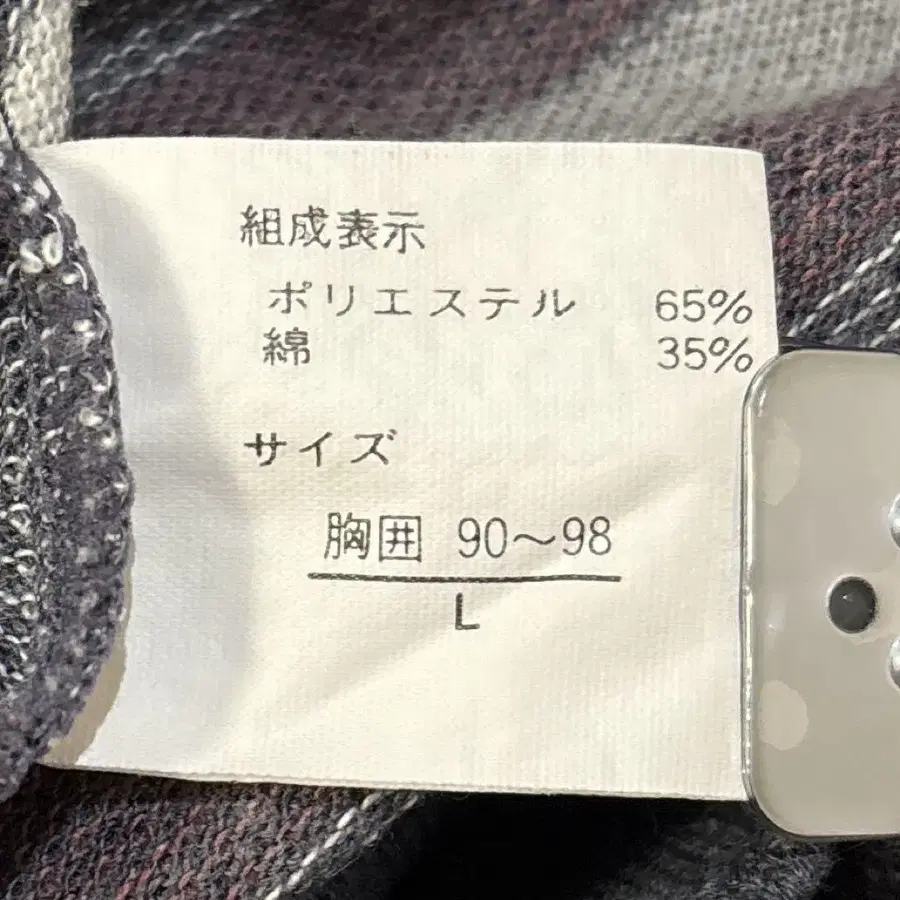 組成表示
ポリエステル 65%
綿 35%
サイズ
胸囲 90～98
L